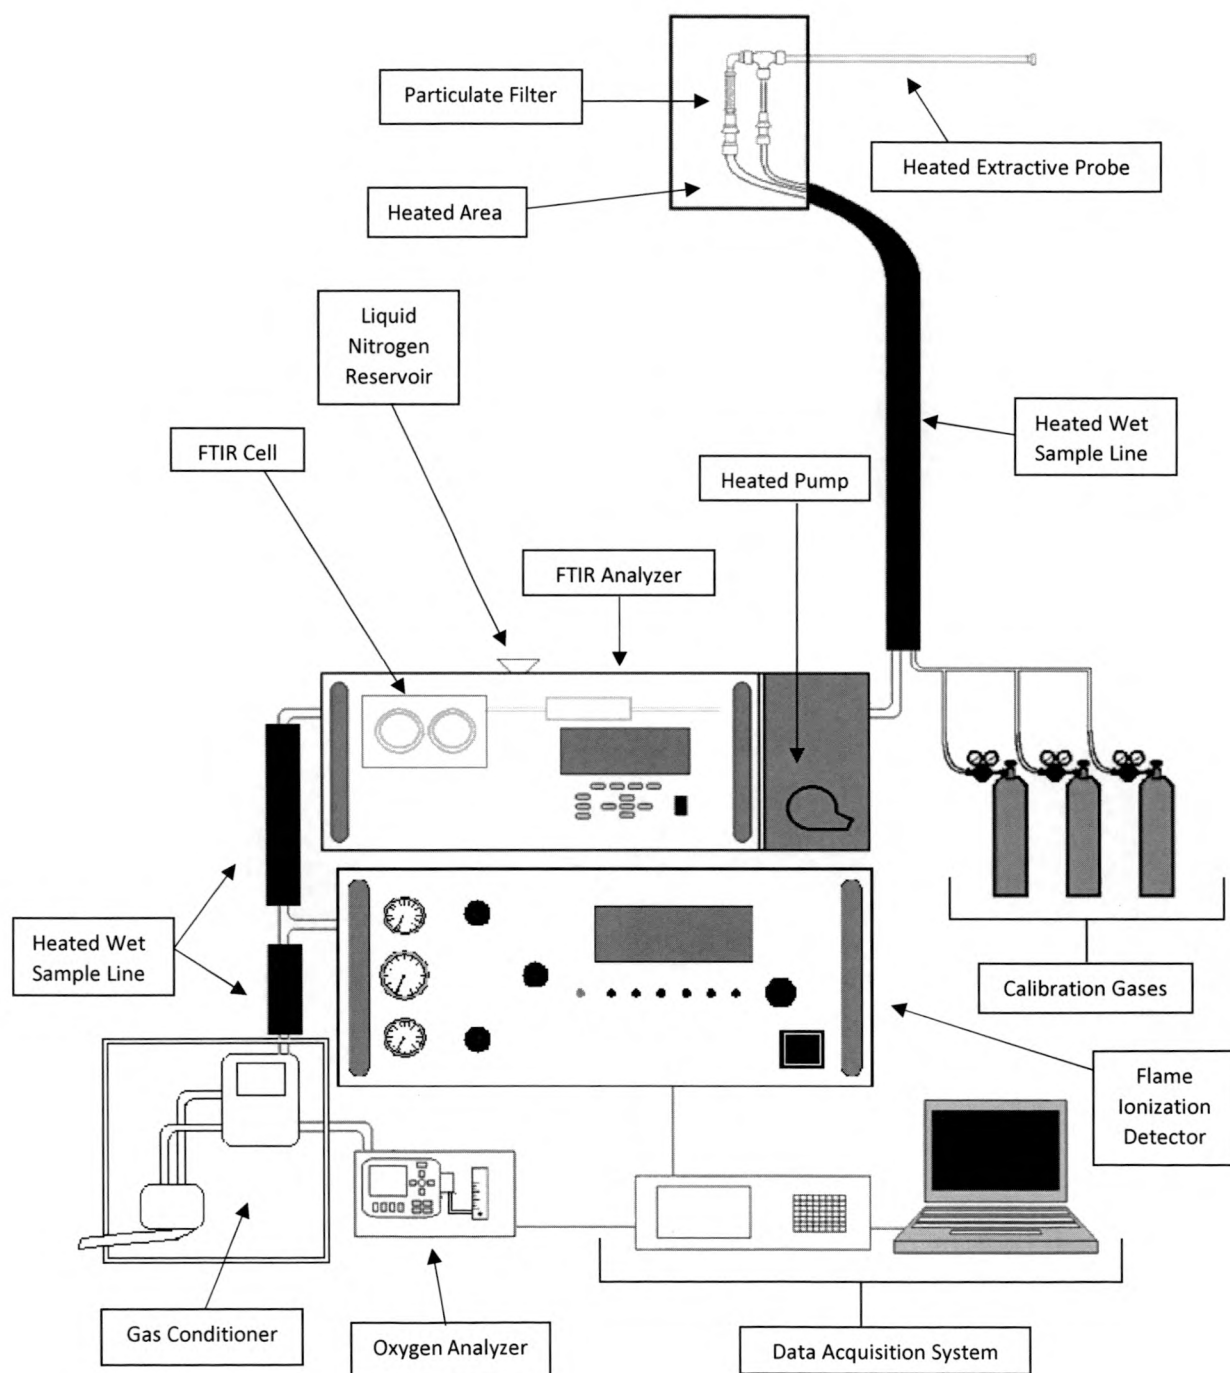 Particulate Filter
Heated Extractive Probe
Heated Area
Liquid
Nitrogen
Reservoir
Heated Wet
Sample Line
FTIR Cell
Heated Pump
FTIR Analyzer
Heated Wet
Sample Line
Calibration Gases
Flame
Ionization
Detector
Gas Conditioner
Oxygen Analyzer
Data Acquisition System